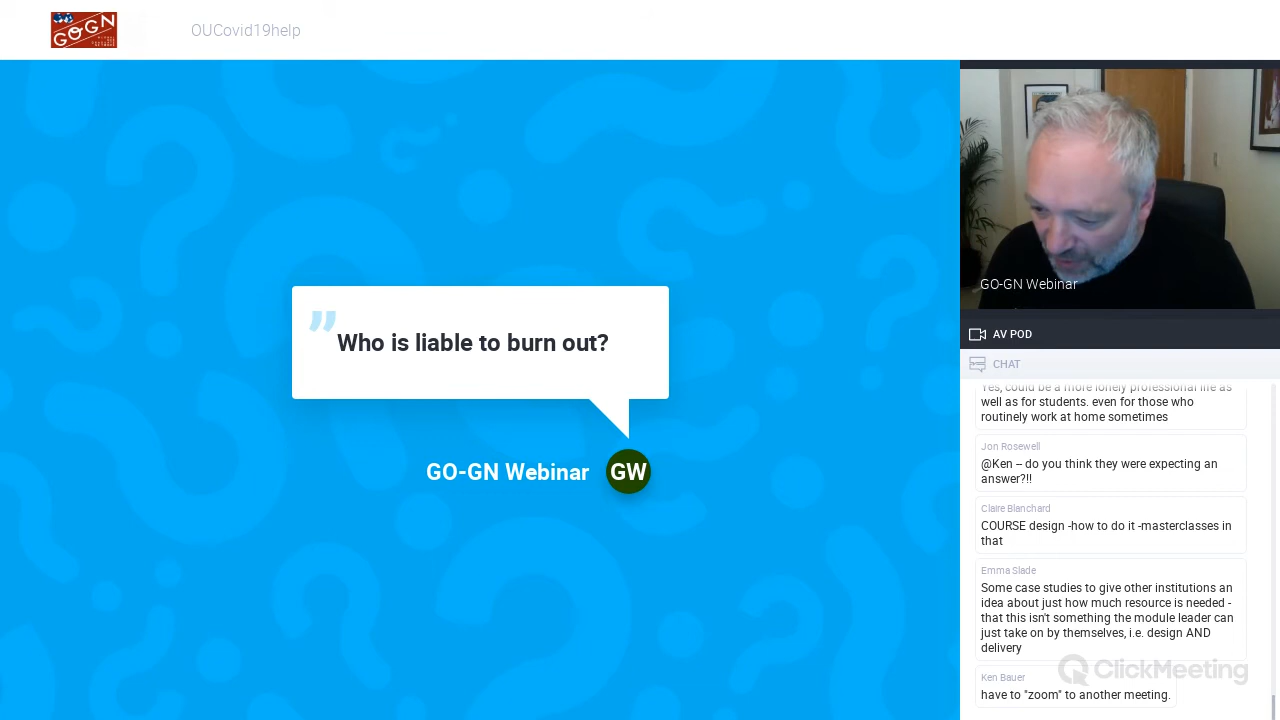 GO-GN
OUCovid19help
Who is liable to burn out?
GO-GN Webinar
GW
GO-GN Webinar
AV POD
CHAT
Yes, could be a more lonely professional life as
well as for students. even for those who
routinely work at home sometimes
Jon Rosewell
@Ken – do you think they were expecting an
answer?!!
Claire Blanchard
COURSE design -how to do it -masterclasses in
that
Emma Slade
Some case studies to give other institutions an
idea about just how much resource is needed -
that this isn't something the module leader can
just take on by themselves, i.e. design AND
delivery
ClickMeeting
Ken Bauer
have to "zoom" to another meeting.